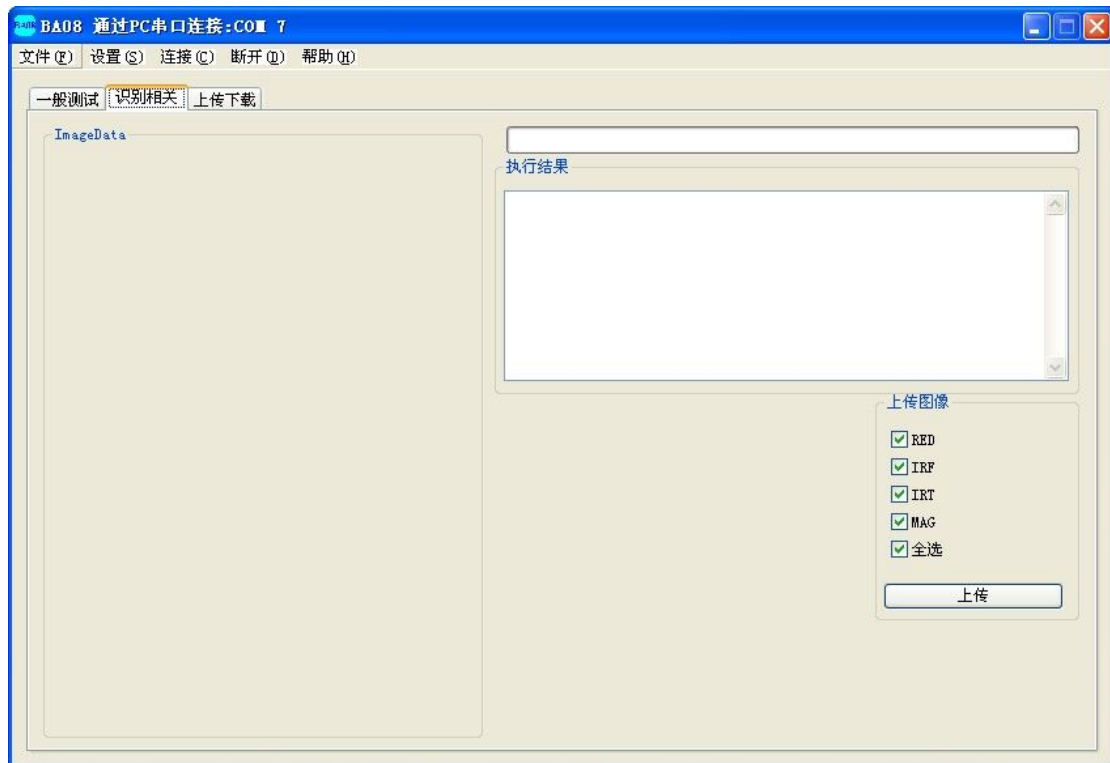 BA08 通过PC串口连接:COM 7
文件(F) 设置(S) 连接(C) 断开(D) 帮助(H)
一般测试 识别相关 上传下载
ImageData
执行结果
上传图像
RED
IRF
IRT
MAG
全选
上传